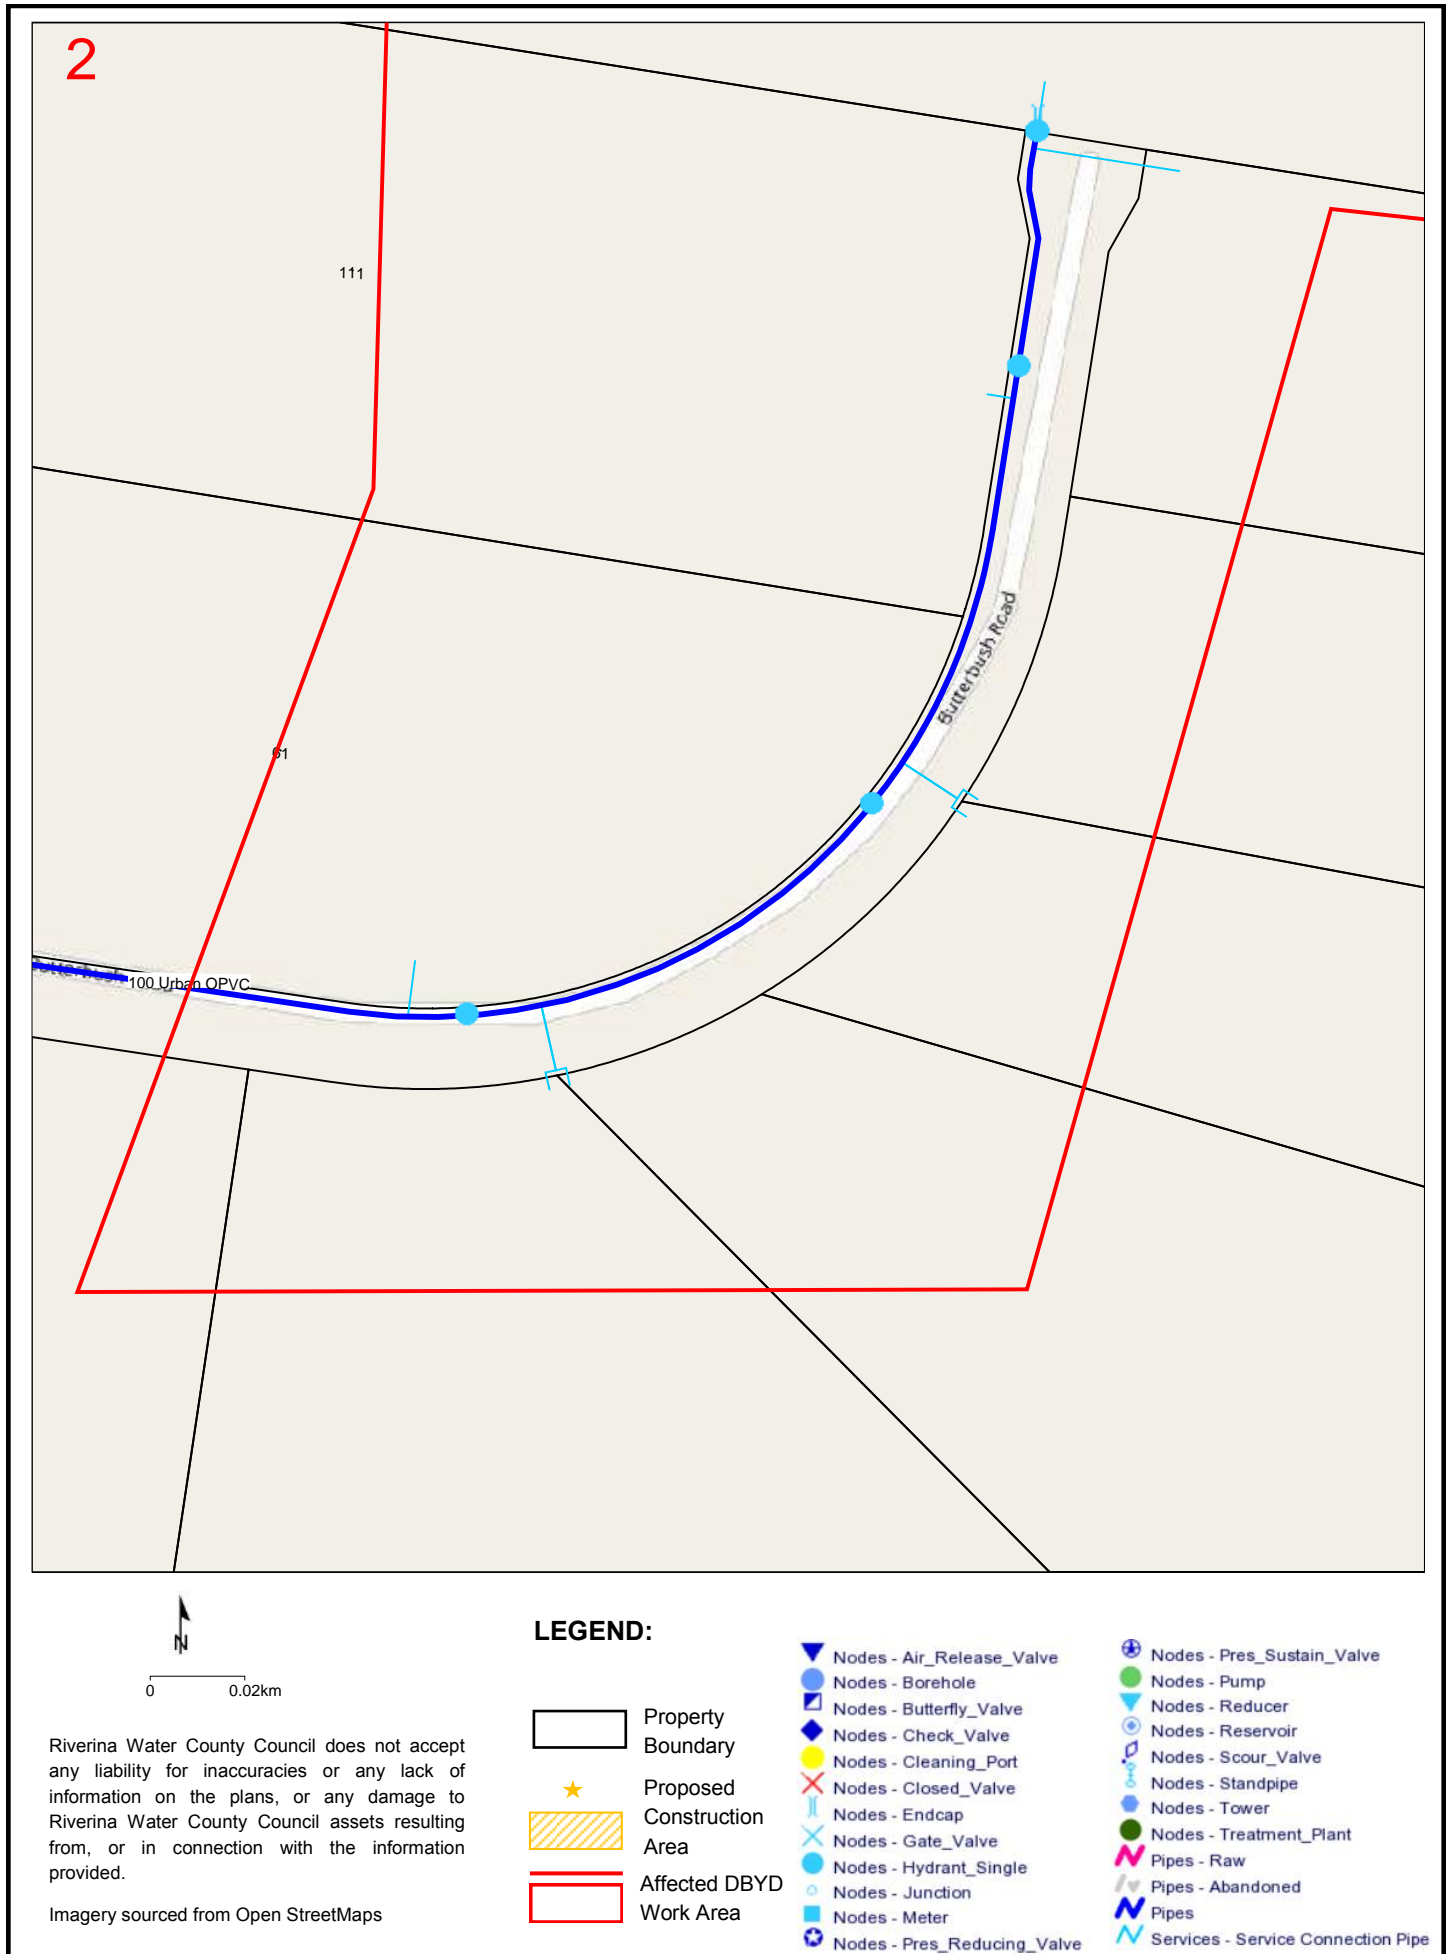 2
111
Butterbush Road
61
100 Urban OPVC
N
0 0.02km
Riverina Water County Council does not accept
any liability for inaccuracies or any lack of
information on the plans, or any damage to
Riverina Water County Council assets resulting
from, or in connection with the information
provided.
Imagery sourced from Open StreetMaps
LEGEND:
Property
Boundary
Proposed
Construction
Area
Affected DBYD
Work Area
Nodes - Air_Release_Valve
Nodes - Borehole
Nodes - Butterfly_Valve
Nodes - Check_Valve
Nodes - Cleaning_Port
Nodes - Closed_Valve
Nodes - Endcap
Nodes - Gate_Valve
Nodes - Hydrant_Single
Nodes - Junction
Nodes - Meter
Nodes - Pres_Reducing_Valve
Nodes - Pres_Sustain_Valve
Nodes - Pump
Nodes - Reducer
Nodes - Reservoir
Nodes - Scour_Valve
Nodes - Standpipe
Nodes - Tower
Nodes - Treatment_Plant
Pipes - Raw
Pipes - Abandoned
Pipes
Services - Service Connection Pipe